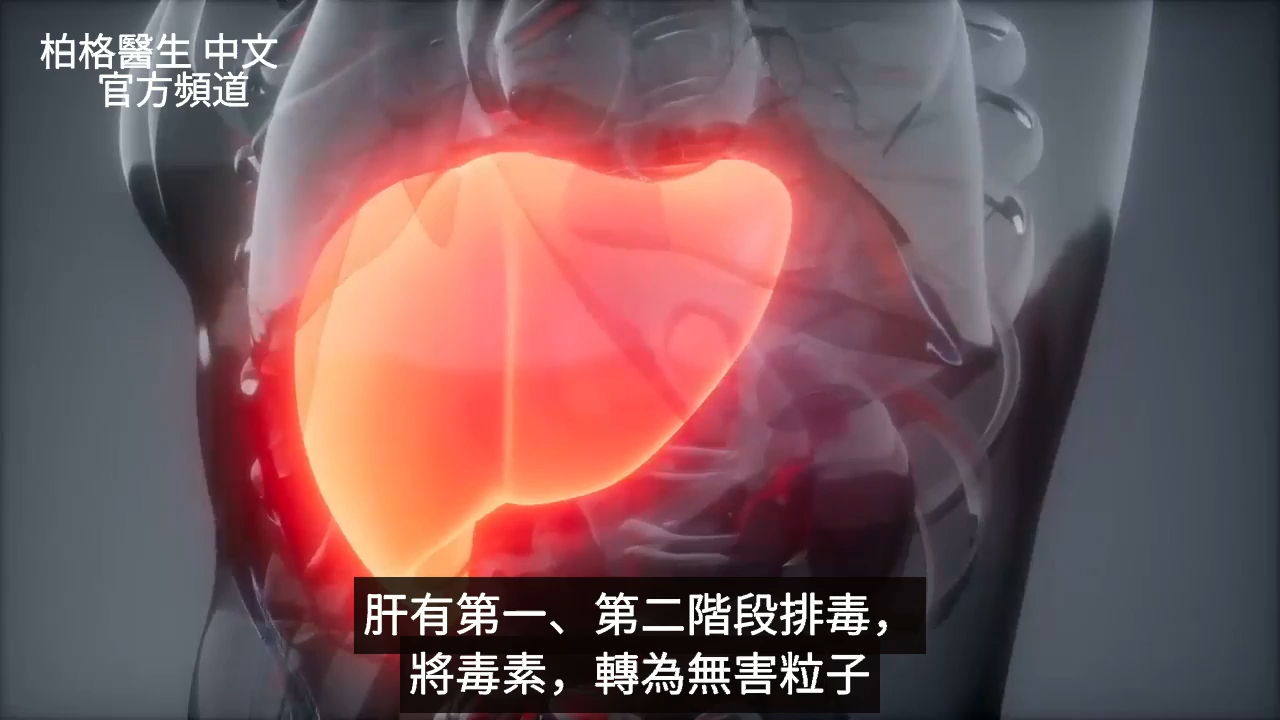 柏格醫生 中文
官方頻道
肝有第一、第二階段排毒，
將毒素，轉為無害粒子